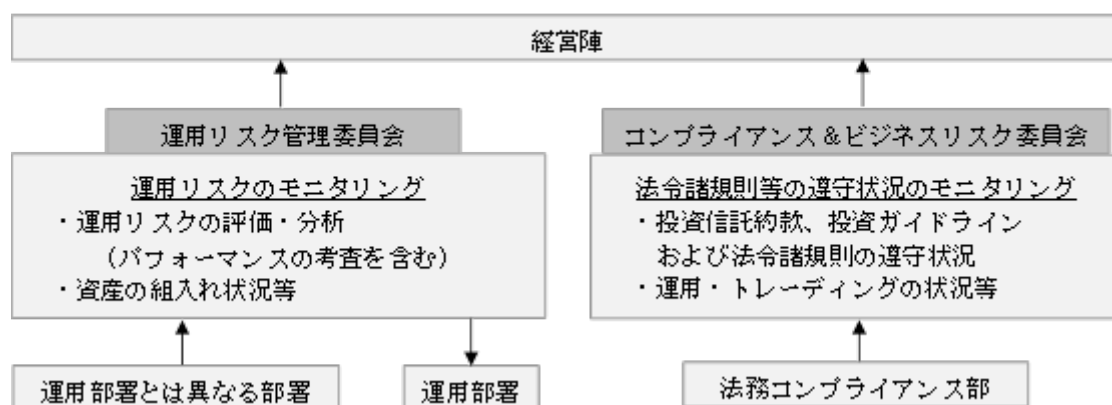 経営陣
運用リスク管理委員会
運用リスクのモニタリング
・運用リスクの評価・分析
（パフォーマンスの考査を含む）
・資産の組入れ状況等
運用部署とは異なる部署
運用部署
コンプライアンス＆ビジネスリスク委員会
法令諸規則等の遵守状況のモニタリング
・投資信託約款、投資ガイドライン
および法令諸規則の遵守状況
・運用・トレーディングの状況等
法務コンプライアンス部